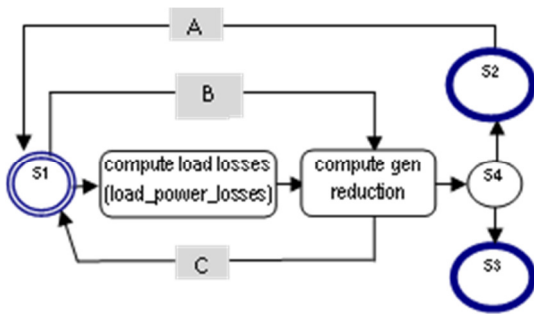 A
S2
B
S1
compute load losses
(load_power_losses)
compute gen
reduction
S4
C
S3